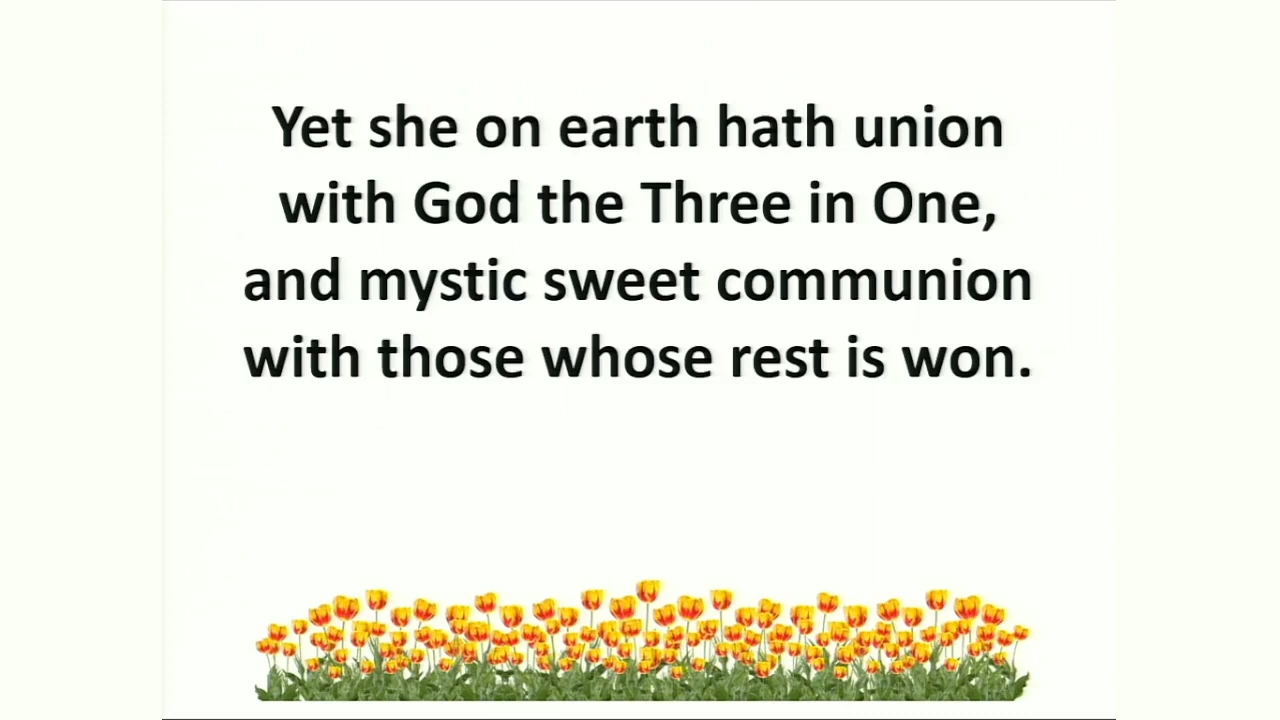 Yet she on earth hath union
with God the Three in One,
and mystic sweet communion
with those whose rest is won.